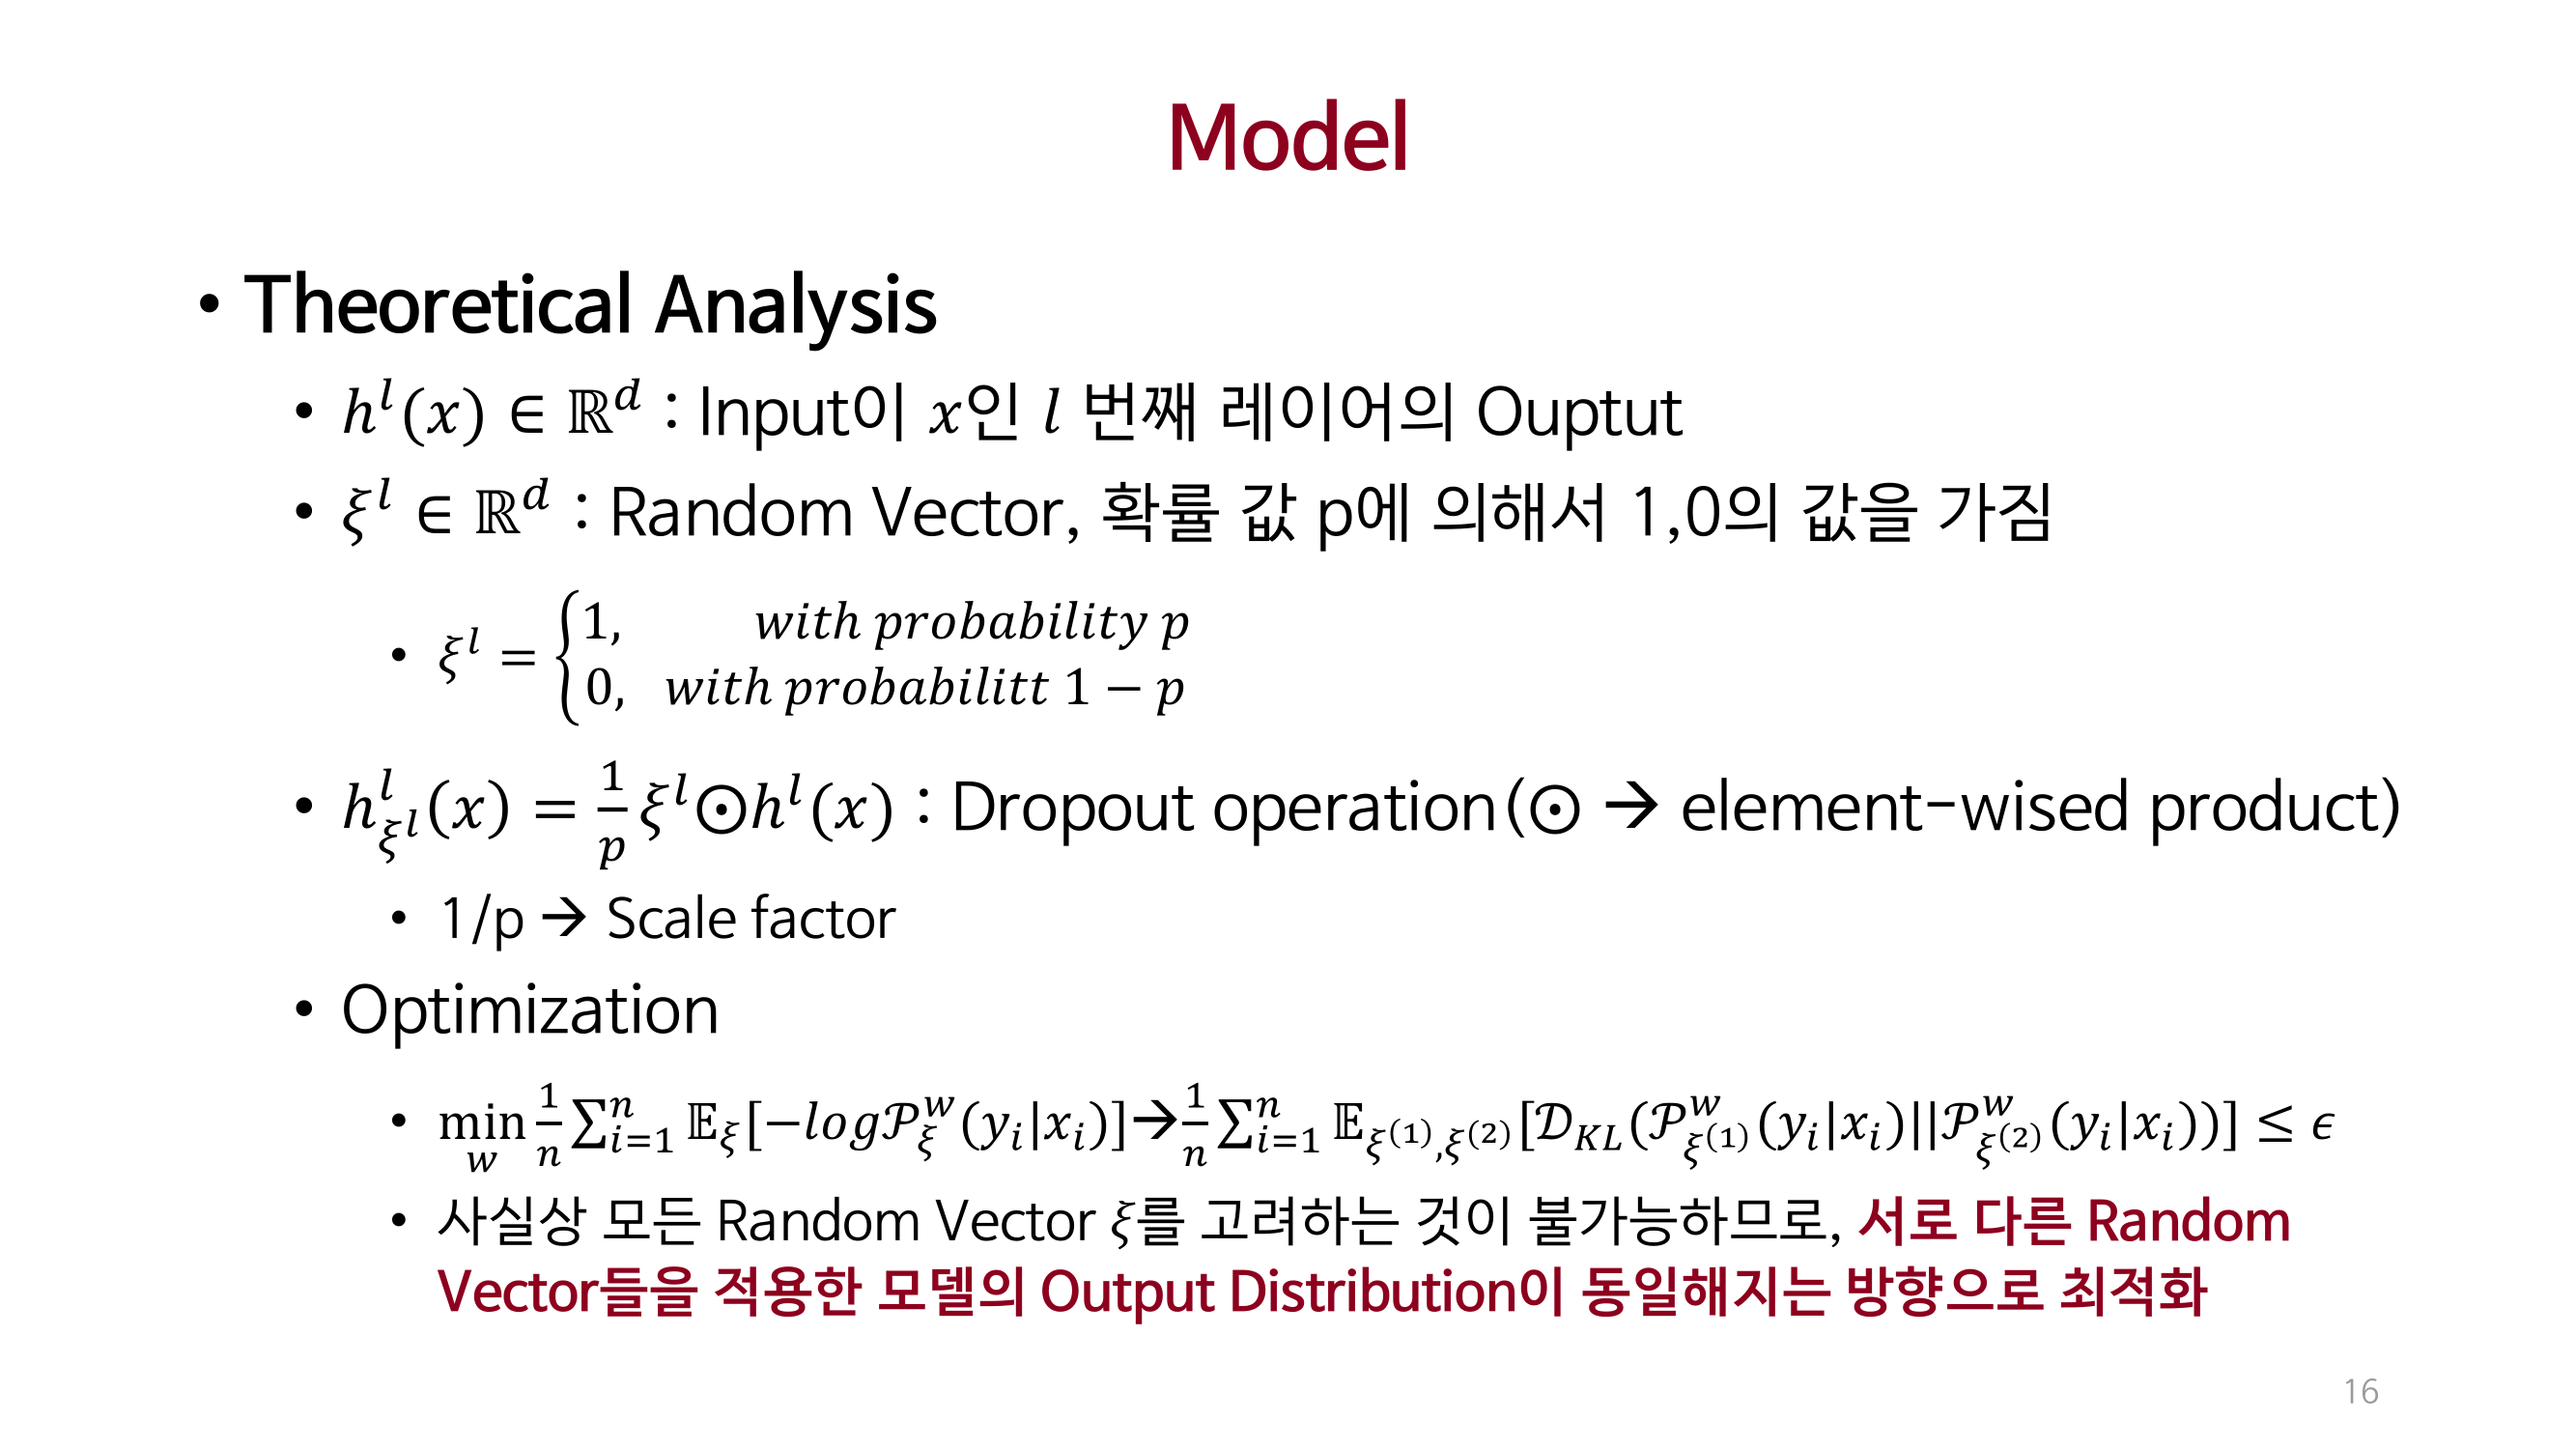 Model
• Theoretical Analysis
• $h^l(x) \in \mathbb{R}^d$ : Input이 $x$인 $l$ 번째 레이어의 Ouptut
• $\xi^l \in \mathbb{R}^d$ : Random Vector, 확률 값 p에 의해서 1,0의 값을 가짐
• $\xi^l = \begin{cases} 1, & with\ probability\ p \\ 0, & with\ probabilitt\ 1-p \end{cases}$
• $h^l_{\xi^l}(x) = \frac{1}{p}\xi^l \odot h^l(x)$ : Dropout operation(⊙ → element-wised product)
• 1/p → Scale factor
• Optimization
• $\min_w \frac{1}{n}\sum_{i=1}^n \mathbb{E}_\xi[-log\mathcal{P}^w_\xi(y_i|x_i)]$→$\frac{1}{n}\sum_{i=1}^n \mathbb{E}_{\xi^{(1)},\xi^{(2)}}[\mathcal{D}_{KL}(\mathcal{P}^w_{\xi^{(1)}}(y_i|x_i)||\mathcal{P}^w_{\xi^{(2)}}(y_i|x_i))] \leq \epsilon$
• 사실상 모든 Random Vector $\xi$를 고려하는 것이 불가능하므로, 서로 다른 Random
Vector들을 적용한 모델의 Output Distribution이 동일해지는 방향으로 최적화
16